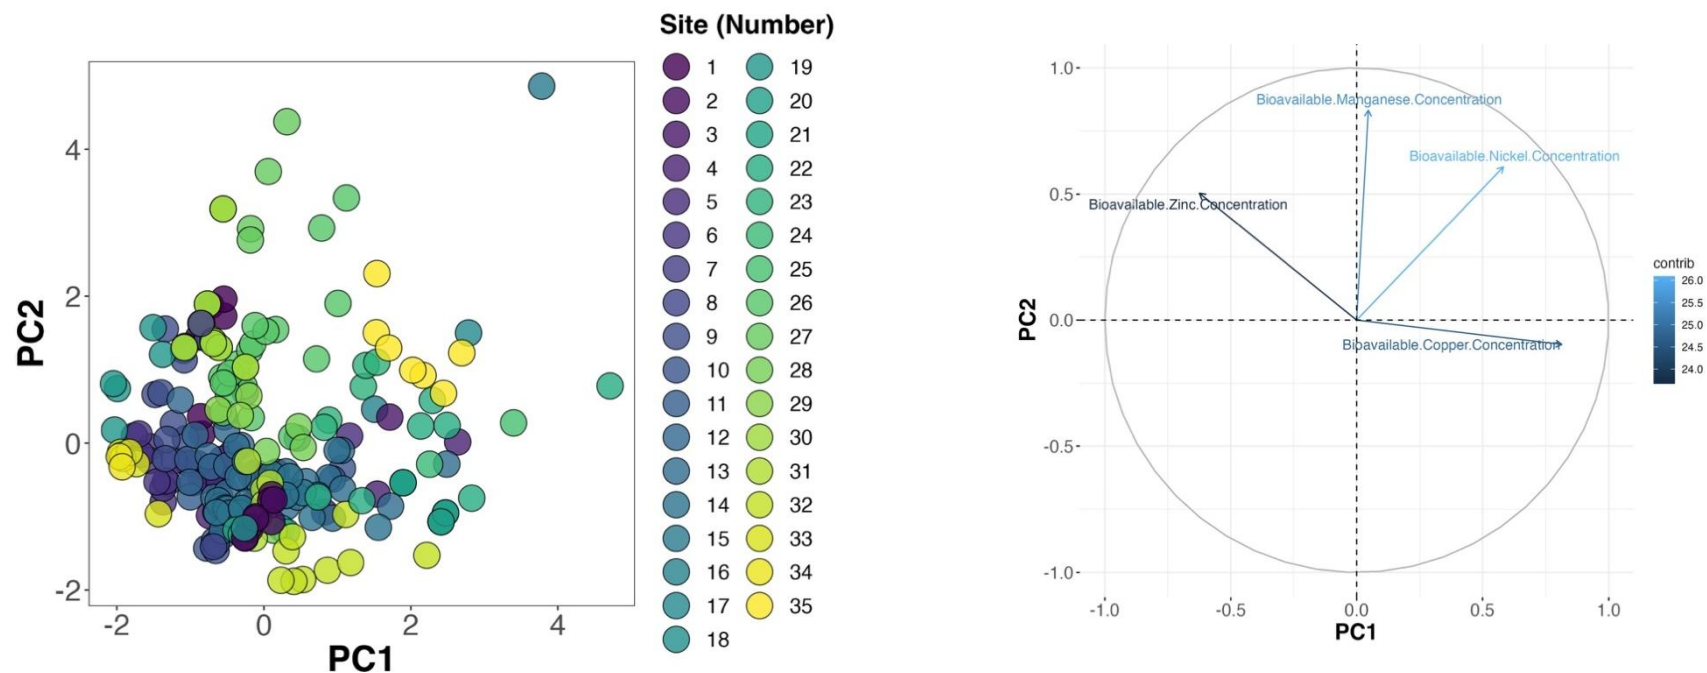 Site (Number)
1 19
2 20
3 21
4 22
5 23
6 24
7 25
8 26
9 27
10 28
11 29
12 30
13 31
14 32
15 33
16 34
17 35
18
PC2
4
2
0
-2
-2 0 2 4
PC1
PC2
1.0
0.5
0.0
-0.5
-1.0
Bioavailable.Manganese.Concentration
Bioavailable.Nickel.Concentration
Bioavailable.Zinc.Concentration
Bioavailable.Copper.Concentration
-1.0 -0.5 0.0 0.5 1.0
PC1
contrib
26.0
25.5
25.0
24.5
24.0